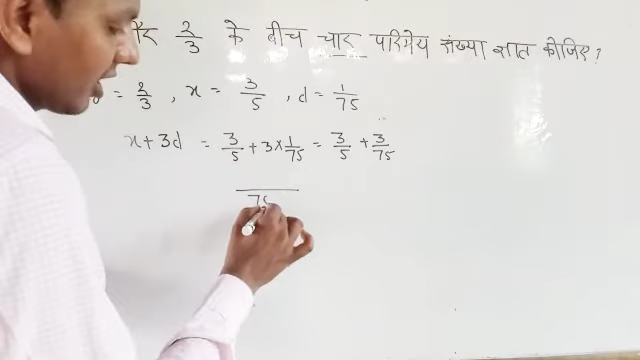 और 2/3 के बीच चार परिमेय संख्या ज्ञात कीजिए ?
= 2/3 , x = 3/5 , d = 1/75
x + 3d = 3/5 + 3 × 1/75 = 3/5 + 3/75
75